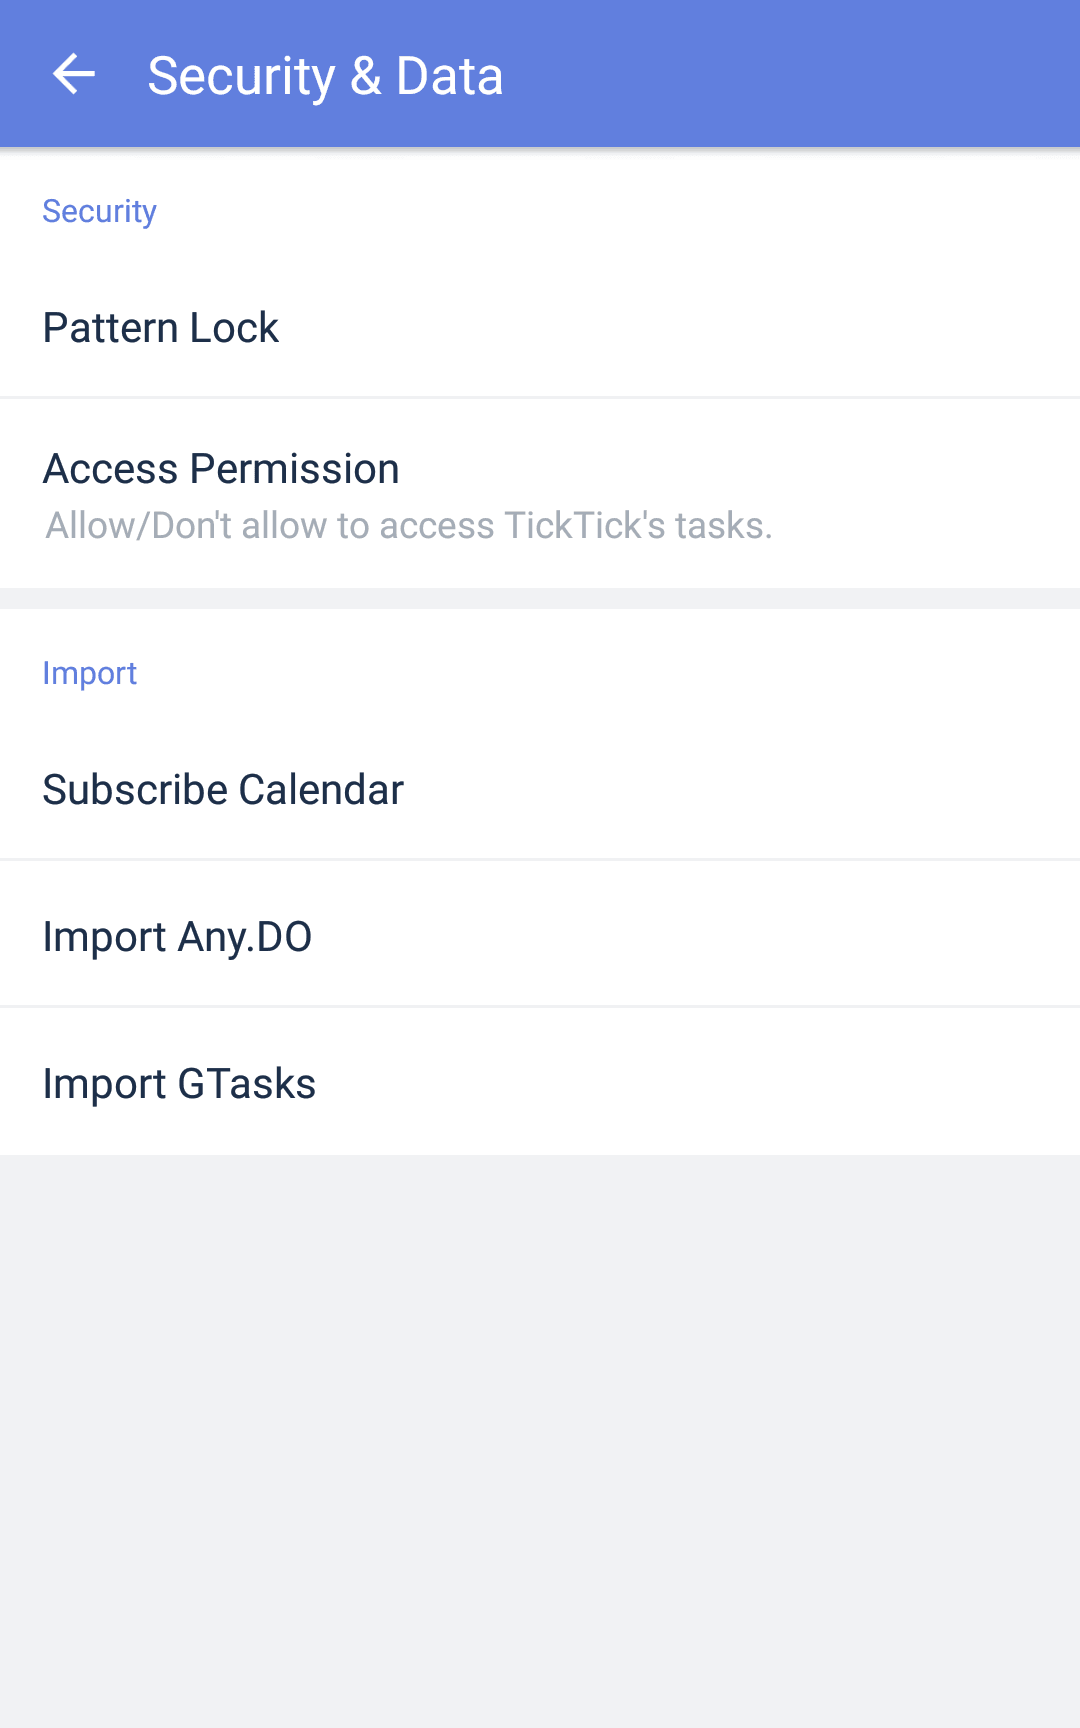 Security & Data
Security
Pattern Lock
Access Permission
Allow/Don't allow to access TickTick's tasks.
Import
Subscribe Calendar
Import Any.DO
Import GTasks